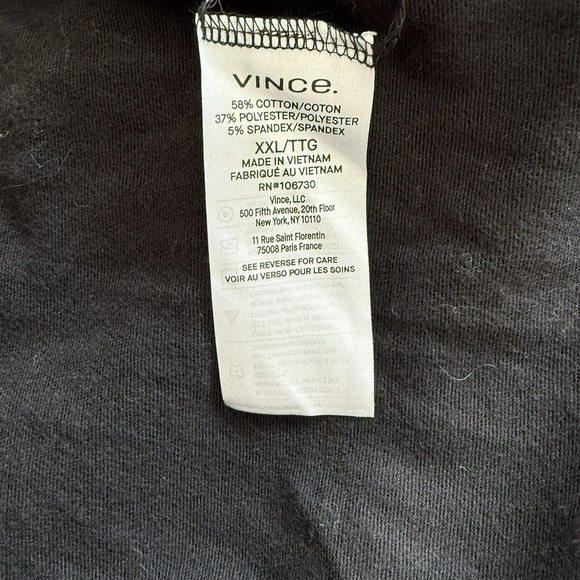 VINCE.
58% COTTON/COTON
37% POLYESTER/POLYESTER
5% SPANDEX/SPANDEX
XXL/TTG
MADE IN VIETNAM
FABRIQUÉ AU VIETNAM
RN#106730
Vince, LLC
500 Fifth Avenue, 20th Floor
New York, NY 10110
11 Rue Saint Florentin
75008 Paris France
SEE REVERSE FOR CARE
VOIR AU VERSO POUR LES SOINS